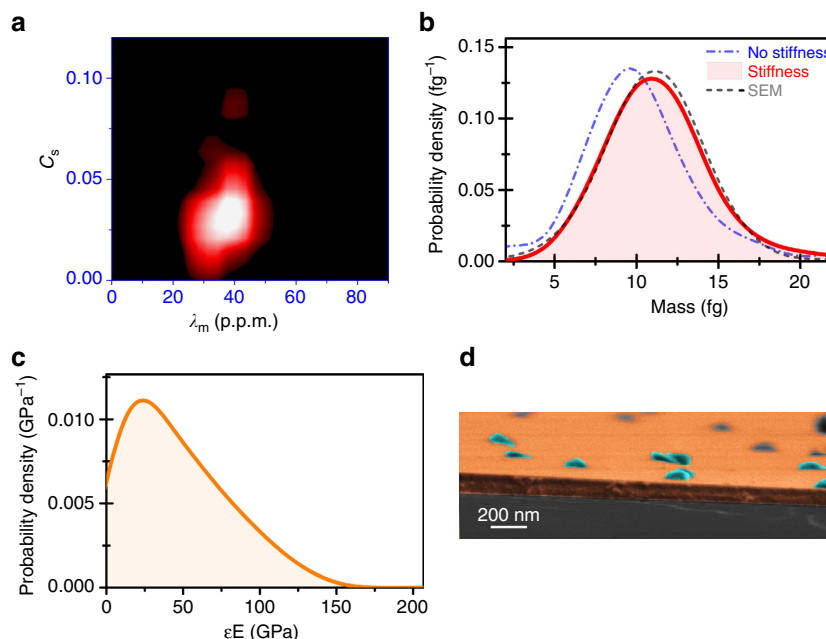 a
0.10
0.05
0.00
Cs
0 20 40 60 80
λm (p.p.m.)
b
0.15
0.10
0.05
0.00
Probability density (fg⁻¹)
No stiffness
Stiffness
SEM
5 10 15 20
Mass (fg)
c
0.010
0.005
0.000
Probability density (GPa⁻¹)
0 50 100 150 200
εE (GPa)
d
200 nm